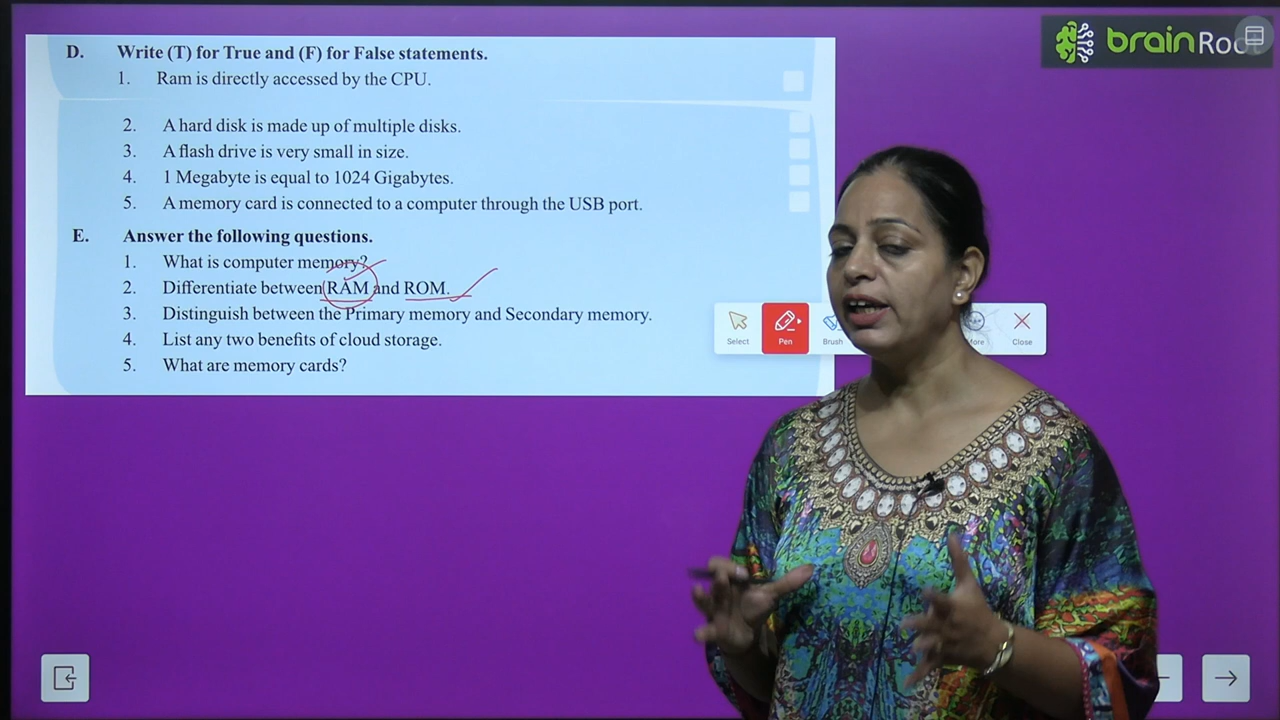 brainRoot
D. Write (T) for True and (F) for False statements.
1. Ram is directly accessed by the CPU.
2. A hard disk is made up of multiple disks.
3. A flash drive is very small in size.
4. 1 Megabyte is equal to 1024 Gigabytes.
5. A memory card is connected to a computer through the USB port.
E. Answer the following questions.
1. What is computer memory?
2. Differentiate between RAM and ROM.
3. Distinguish between the Primary memory and Secondary memory.
4. List any two benefits of cloud storage.
5. What are memory cards?
Select Pen Brush More Close